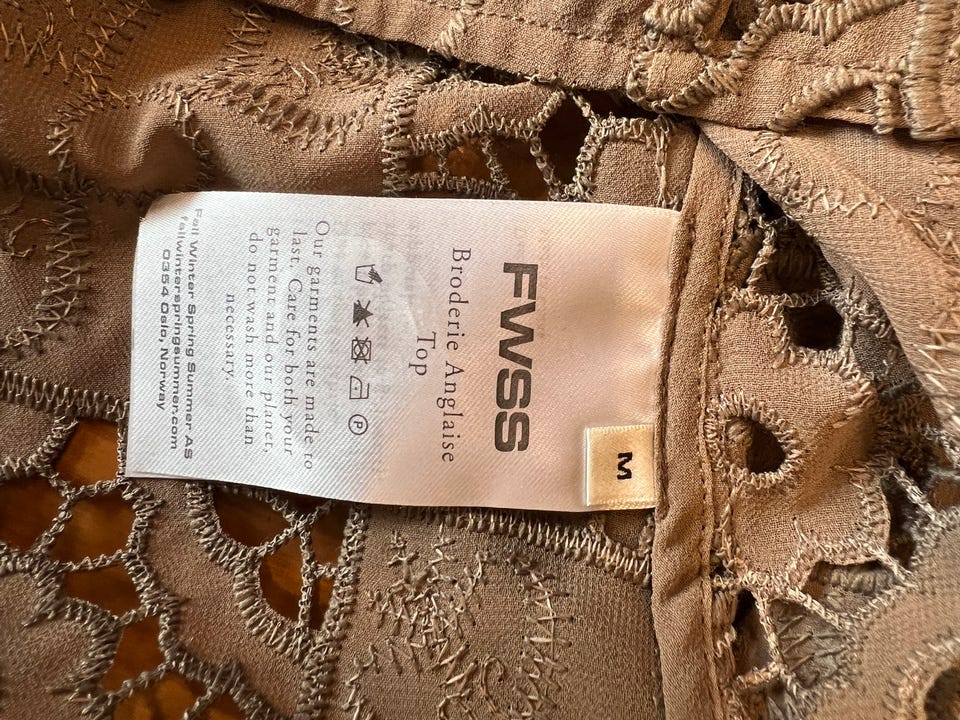 FWSS
M
Broderie Anglaise
Top
Our garments are made to
last. Care for both your
garment and our planet,
do not wash more than
necessary.
Fall Winter Spring Summer AS
fallwinterspringsummer.com
0354 Oslo, Norway